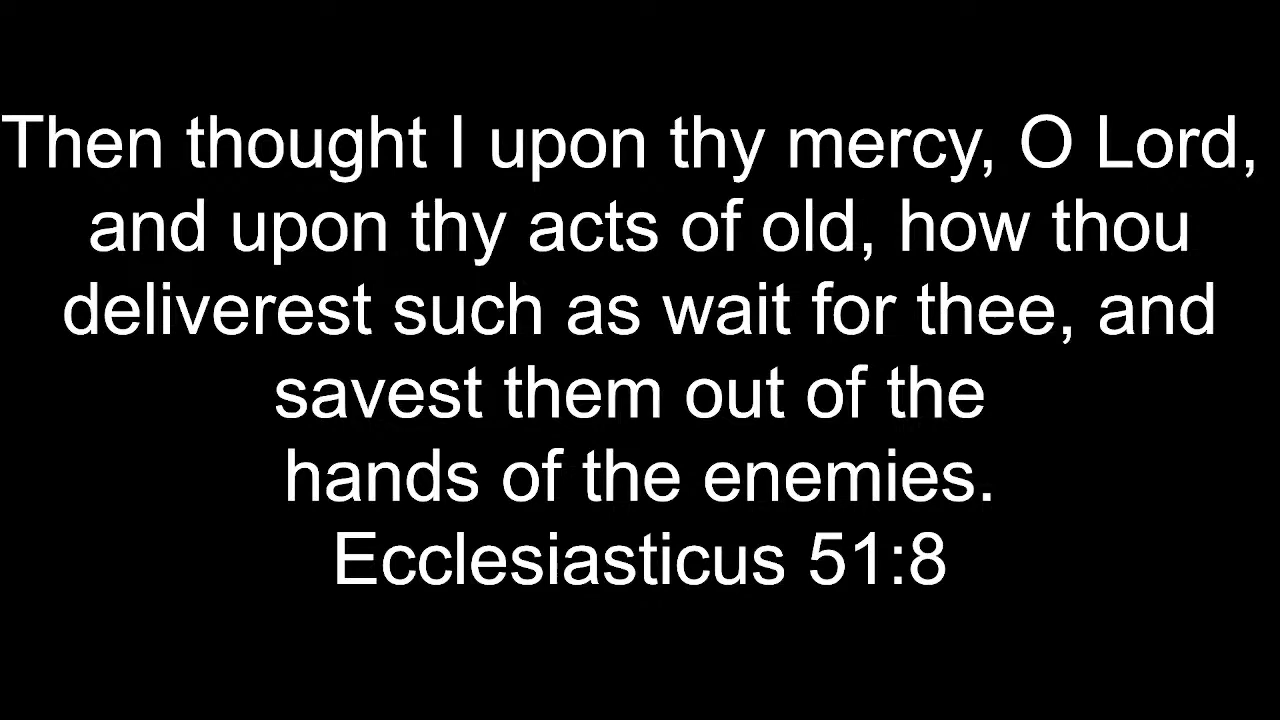 Then thought I upon thy mercy, O Lord,
and upon thy acts of old, how thou
deliverest such as wait for thee, and
savest them out of the
hands of the enemies.
Ecclesiasticus 51:8